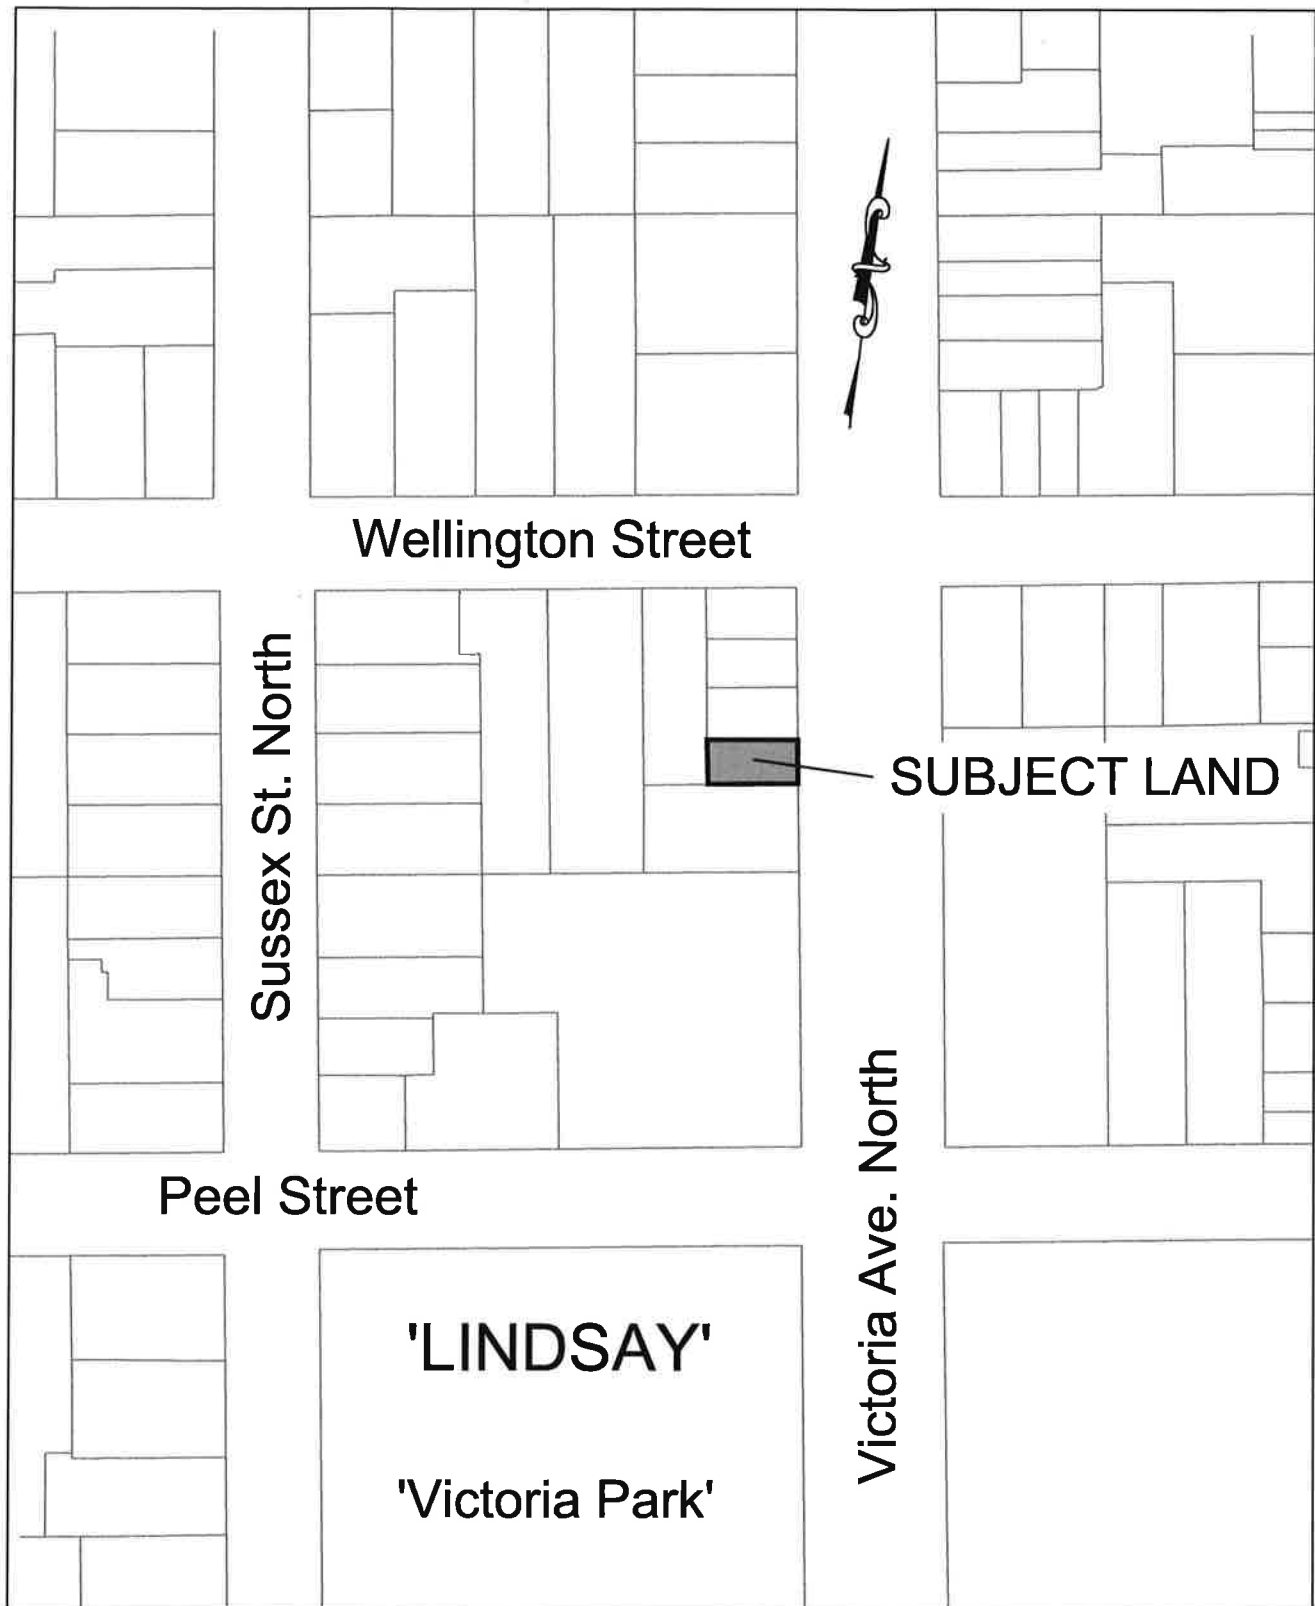 Wellington Street
Sussex St. North
SUBJECT LAND
Peel Street
Victoria Ave. North
'LINDSAY'
'Victoria Park'